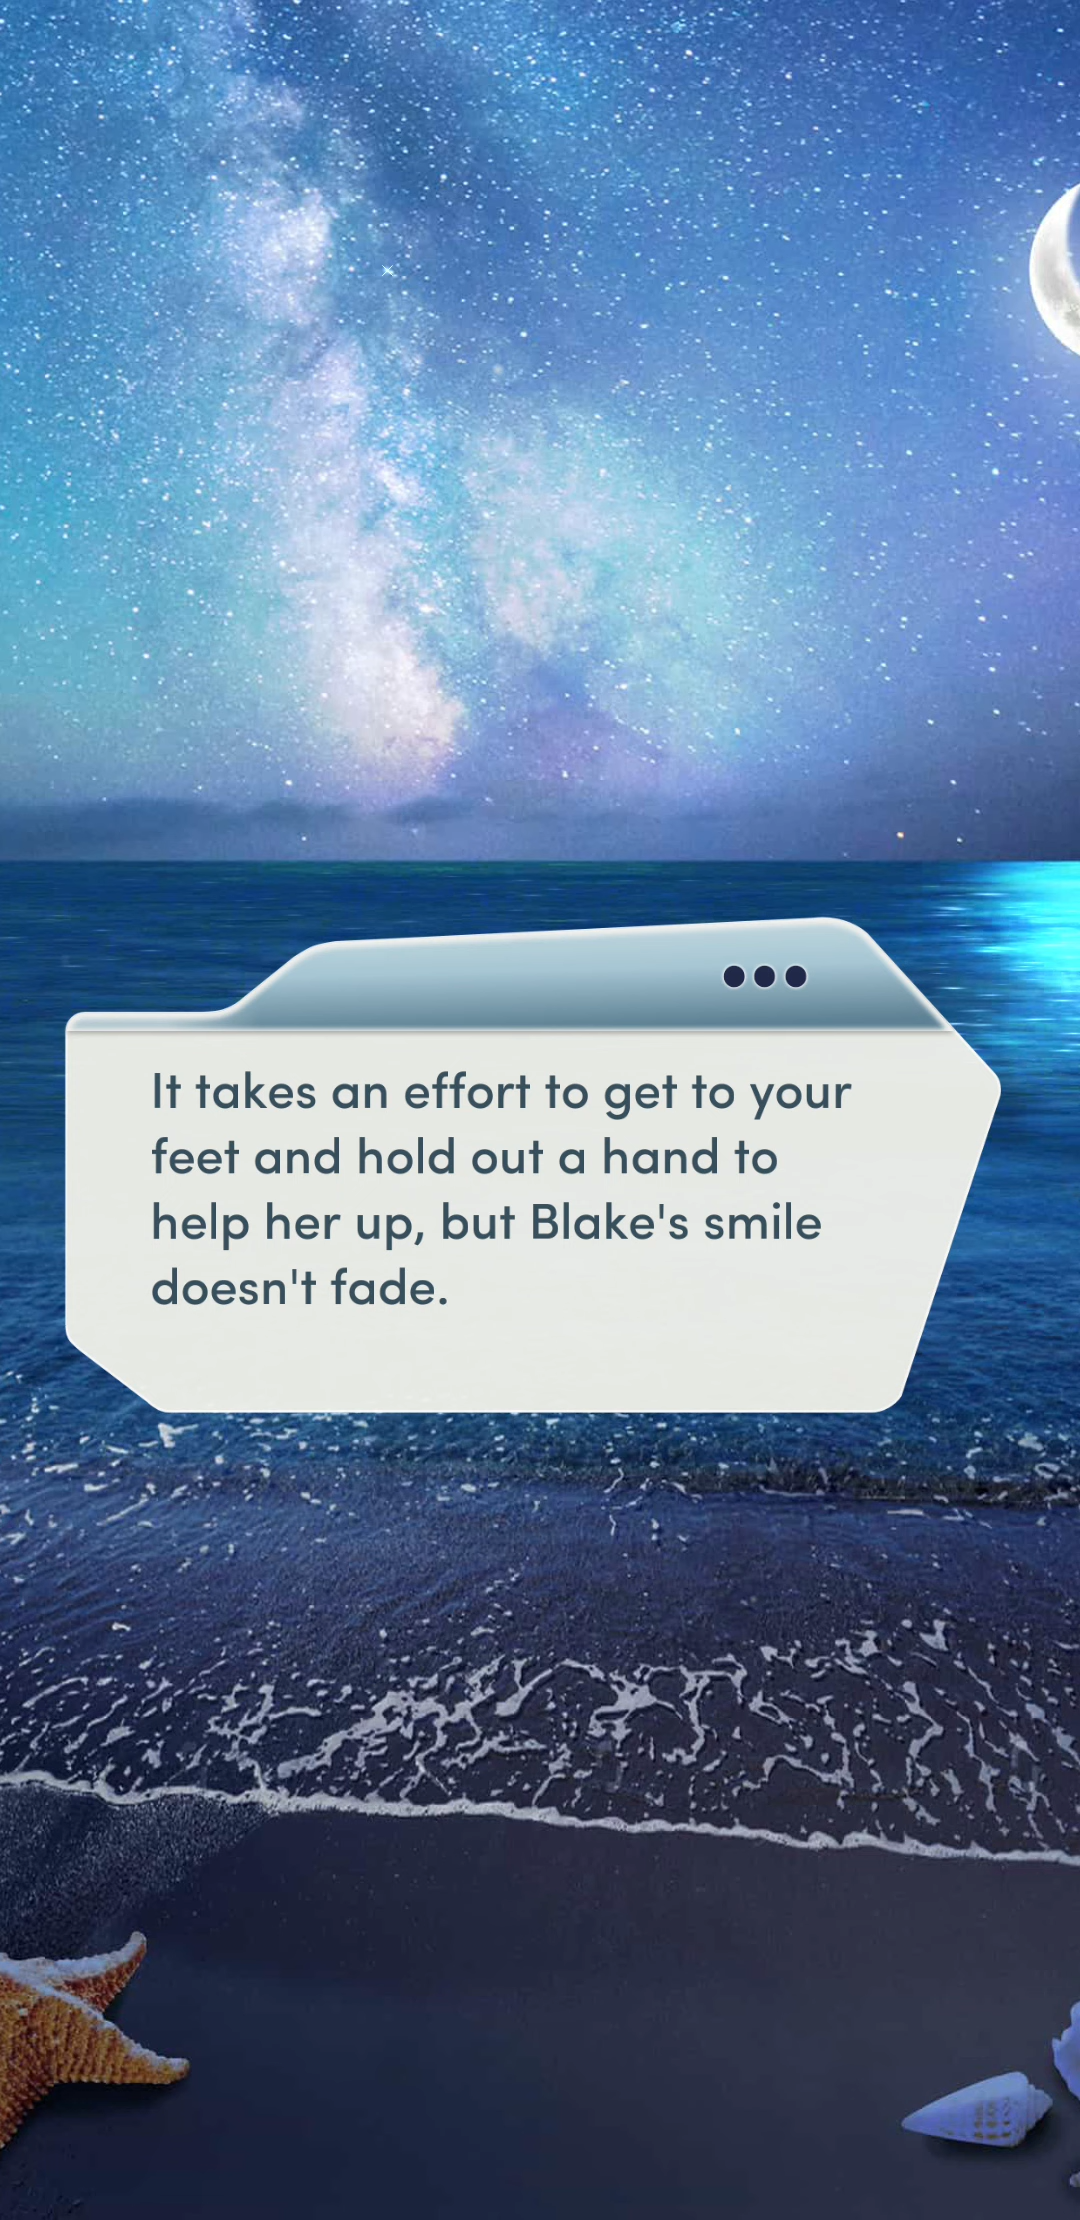 It takes an effort to get to your
feet and hold out a hand to
help her up, but Blake's smile
doesn't fade.